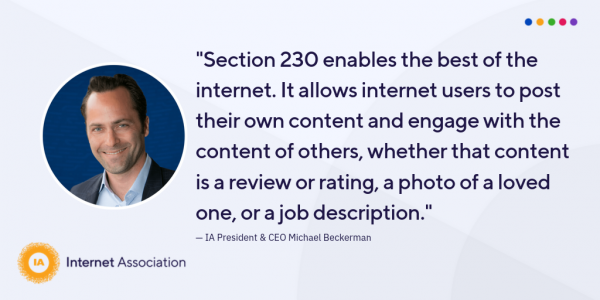 "Section 230 enables the best of the
internet. It allows internet users to post
their own content and engage with the
content of others, whether that content
is a review or rating, a photo of a loved
one, or a job description."
— IA President & CEO Michael Beckerman
IA
Internet Association